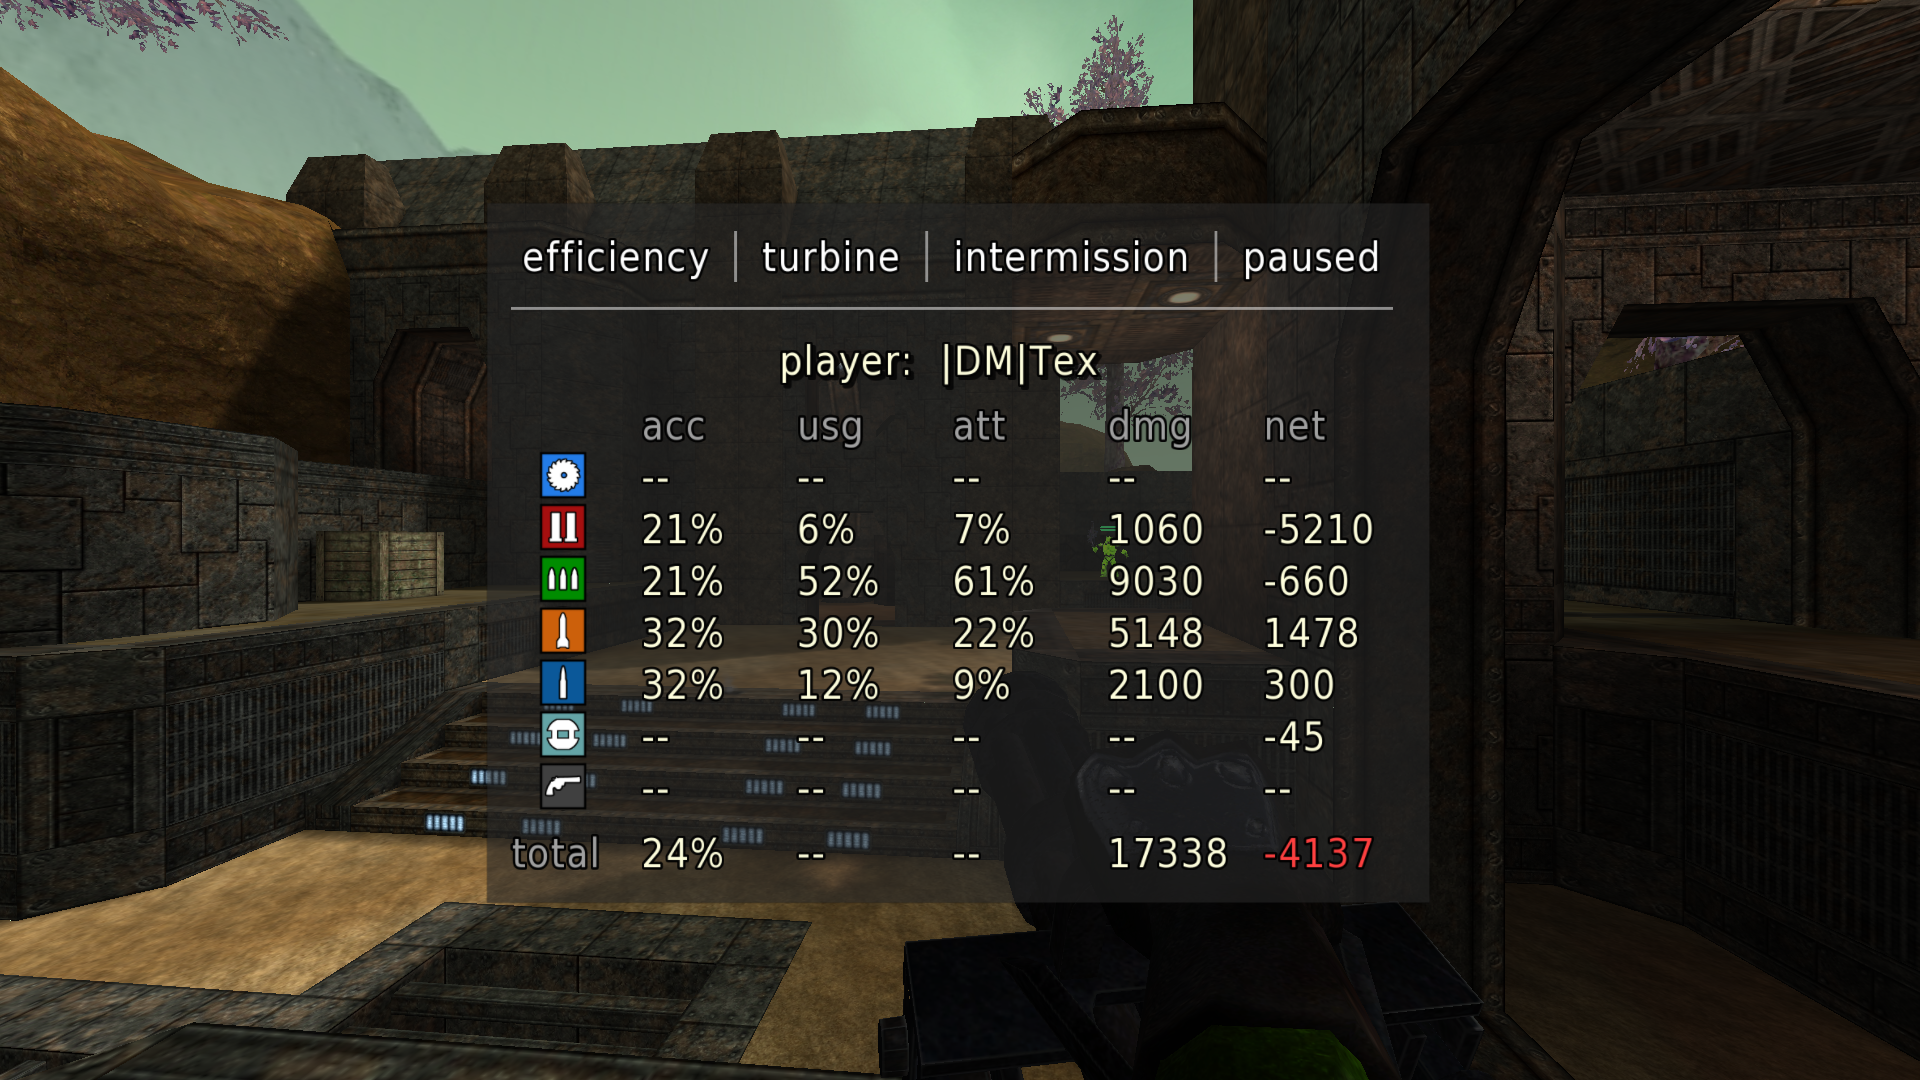 efficiency | turbine | intermission | paused
player: |DM|Tex
acc usg att dmg net
-- -- -- -- --
21% 6% 7% 1060 -5210
21% 52% 61% 9030 -660
32% 30% 22% 5148 1478
32% 12% 9% 2100 300
-- -- -- -- -45
-- -- -- -- --
total 24% -- -- 17338 -4137